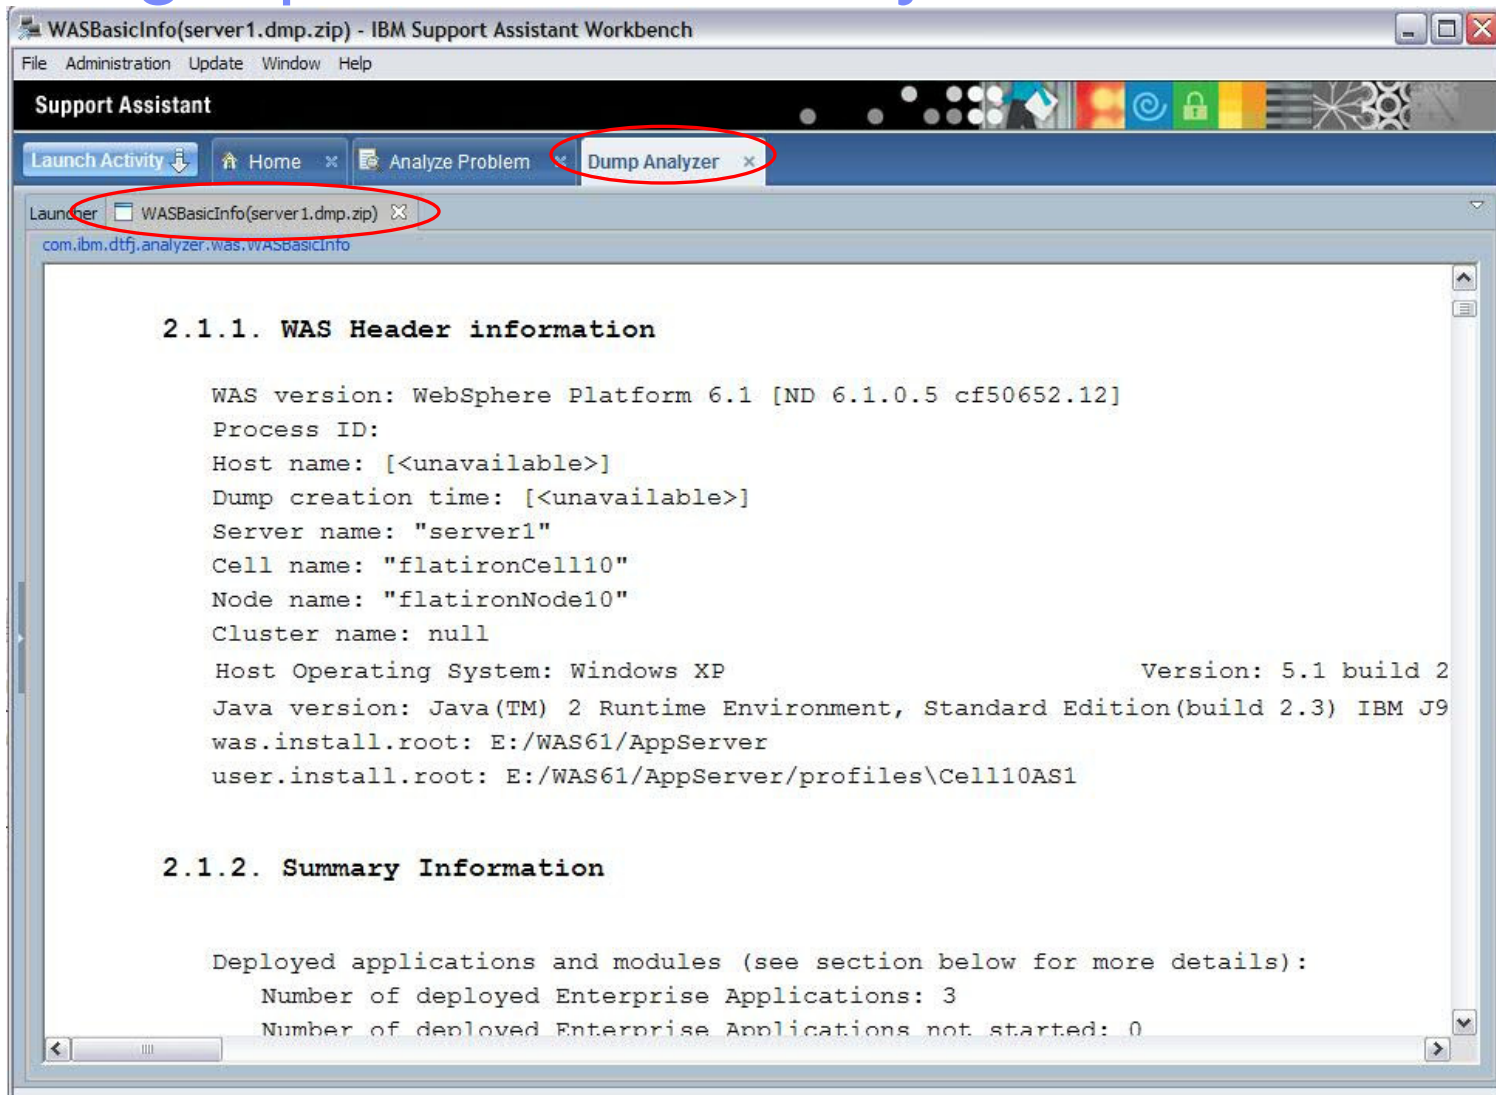 WASBasicInfo(server1.dmp.zip) - IBM Support Assistant Workbench
File Administration Update Window Help
Support Assistant
Launch Activity Home Analyze Problem Dump Analyzer
Launcher WASBasicInfo(server1.dmp.zip)
com.ibm.dtfj.analyzer.was.WASBasicInfo
2.1.1. WAS Header information
WAS version: WebSphere Platform 6.1 [ND 6.1.0.5 cf50652.12]
Process ID:
Host name: [<unavailable>]
Dump creation time: [<unavailable>]
Server name: "server1"
Cell name: "flatironCell10"
Node name: "flatironNode10"
Cluster name: null
Host Operating System: Windows XP Version: 5.1 build 2
Java version: Java(TM) 2 Runtime Environment, Standard Edition(build 2.3) IBM J9
was.install.root: E:/WAS61/AppServer
user.install.root: E:/WAS61/AppServer/profiles\Cell10AS1
2.1.2. Summary Information
Deployed applications and modules (see section below for more details):
Number of deployed Enterprise Applications: 3
Number of deployed Enterprise Applications not started: 0